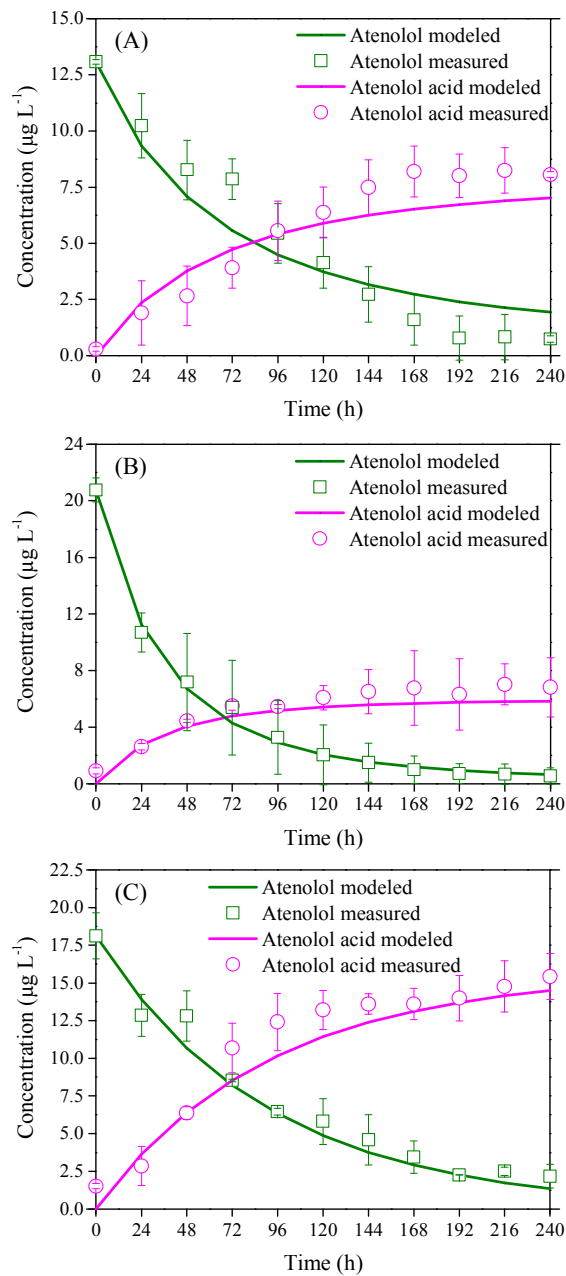 (A)
Atenolol modeled
Atenolol measured
Atenolol acid modeled
Atenolol acid measured
15.0
12.5
10.0
7.5
5.0
2.5
0.0
Concentration (µg L⁻¹)
0 24 48 72 96 120 144 168 192 216 240
Time (h)
(B)
Atenolol modeled
Atenolol measured
Atenolol acid modeled
Atenolol acid measured
24
20
16
12
8
4
0
Concentration (µg L⁻¹)
0 24 48 72 96 120 144 168 192 216 240
Time (h)
(C)
Atenolol modeled
Atenolol measured
Atenolol acid modeled
Atenolol acid measured
22.5
20.0
17.5
15.0
12.5
10.0
7.5
5.0
2.5
0.0
Concentration (µg L⁻¹)
0 24 48 72 96 120 144 168 192 216 240
Time (h)